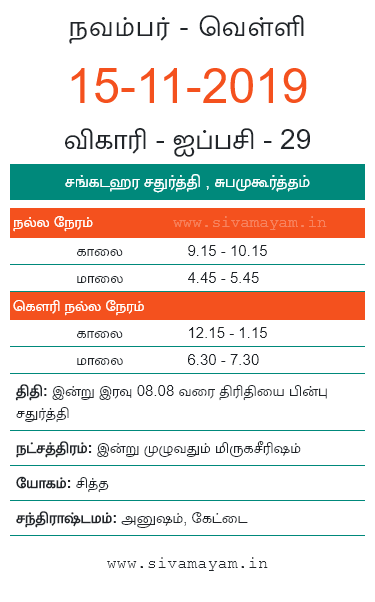 நவம்பர் - வெள்ளி
15-11-2019
விகாரி - ஐப்பசி - 29
சங்கடஹர சதுர்த்தி , சுபமுகூர்த்தம்
நல்ல நேரம் www.sivamayam.in
காலை 9.15 - 10.15
மாலை 4.45 - 5.45
கௌரி நல்ல நேரம்
காலை 12.15 - 1.15
மாலை 6.30 - 7.30
திதி: இன்று இரவு 08.08 வரை திரிதியை பின்பு
சதுர்த்தி
நட்சத்திரம்: இன்று முழுவதும் மிருகசீரிஷம்
யோகம்: சித்த
சந்திராஷ்டமம்: அனுஷம், கேட்டை
www.sivamayam.in